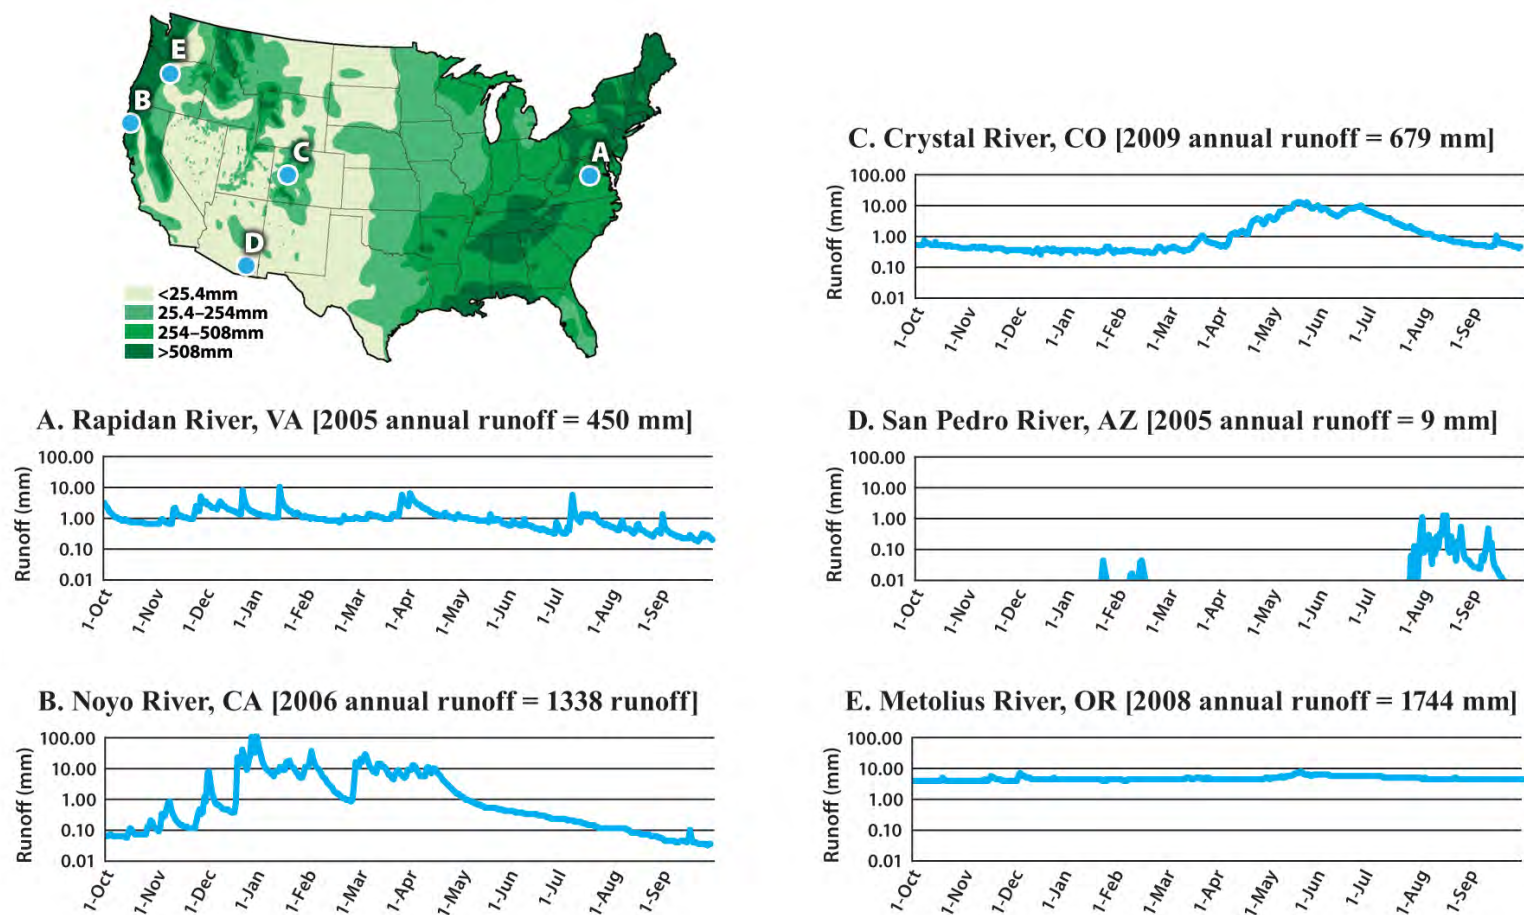 E
B
C
A
D
<25.4mm
25.4–254mm
254–508mm
>508mm
C. Crystal River, CO [2009 annual runoff = 679 mm]
Runoff (mm)
100.00
10.00
1.00
0.10
0.01
1-Oct
1-Nov
1-Dec
1-Jan
1-Feb
1-Mar
1-Apr
1-May
1-Jun
1-Jul
1-Aug
1-Sep
A. Rapidan River, VA [2005 annual runoff = 450 mm]
Runoff (mm)
100.00
10.00
1.00
0.10
0.01
1-Oct
1-Nov
1-Dec
1-Jan
1-Feb
1-Mar
1-Apr
1-May
1-Jun
1-Jul
1-Aug
1-Sep
D. San Pedro River, AZ [2005 annual runoff = 9 mm]
Runoff (mm)
100.00
10.00
1.00
0.10
0.01
1-Oct
1-Nov
1-Dec
1-Jan
1-Feb
1-Mar
1-Apr
1-May
1-Jun
1-Jul
1-Aug
1-Sep
B. Noyo River, CA [2006 annual runoff = 1338 runoff]
Runoff (mm)
100.00
10.00
1.00
0.10
0.01
1-Oct
1-Nov
1-Dec
1-Jan
1-Feb
1-Mar
1-Apr
1-May
1-Jun
1-Jul
1-Aug
1-Sep
E. Metolius River, OR [2008 annual runoff = 1744 mm]
Runoff (mm)
100.00
10.00
1.00
0.10
0.01
1-Oct
1-Nov
1-Dec
1-Jan
1-Feb
1-Mar
1-Apr
1-May
1-Jun
1-Jul
1-Aug
1-Sep